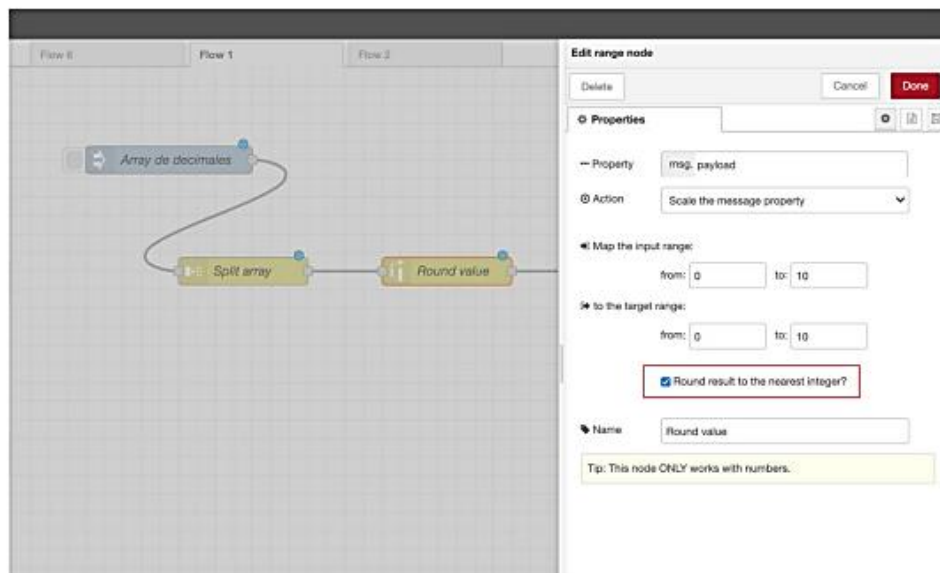 Flow 1
Flow 2
Array de decimales
Split array
Round value
Edit range node
Delete
Cancel
Done
Properties
Property
msg. payload
Action
Scale the message property
Map the input range:
from: 0 to: 10
to the target range:
from: 0 to: 10
Round result to the nearest integer?
Name
Round value
Tip: This node ONLY works with numbers.